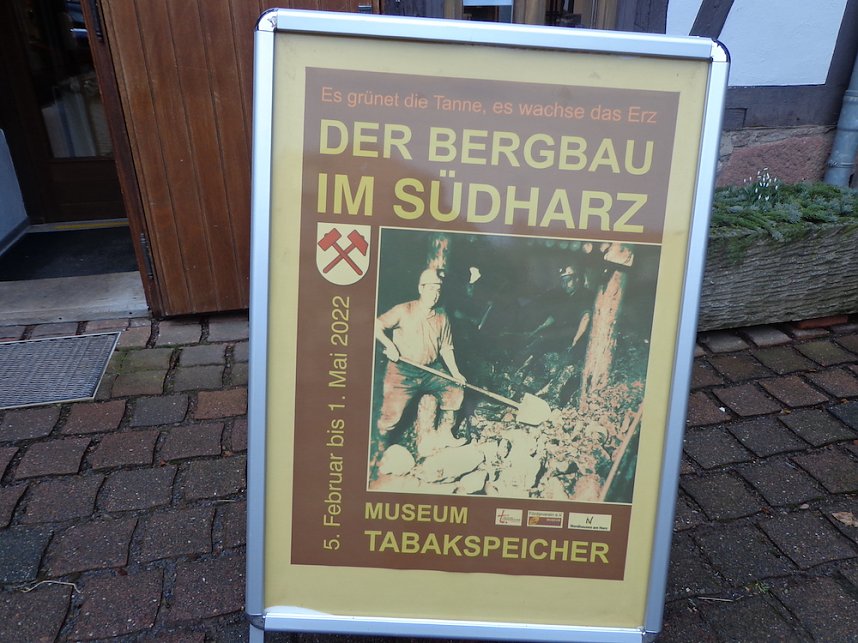 Es grünet die Tanne, es wachse das Erz
DER BERGBAU
IM SÜDHARZ
5. Februar bis 1. Mai 2022
MUSEUM
TABAKSPEICHER